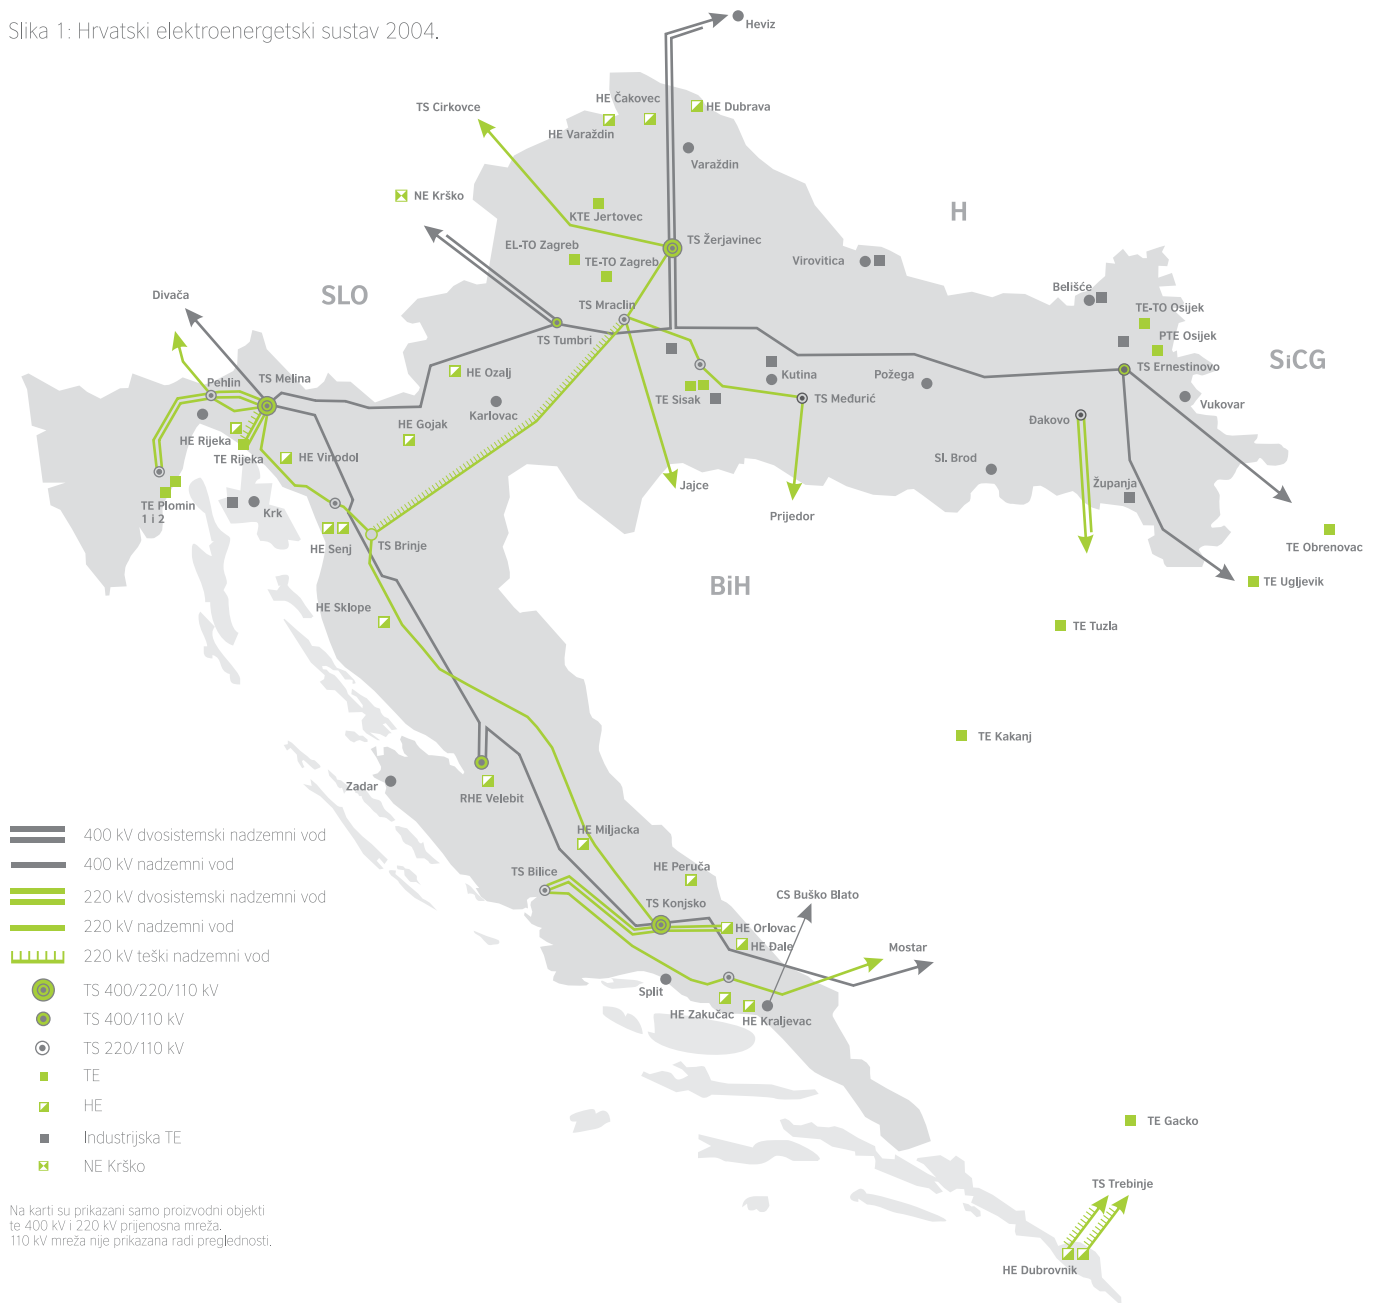 Slika 1: Hrvatski elektroenergetski sustav 2004.
Heviz
TS Cirkovce
HE Čakovec
HE Dubrava
HE Varaždin
Varaždin
NE Krško
KTE Jertovec
H
EL-TO Zagreb
TS Žerjavinec
TE-TO Zagreb
Virovitica
Divača
SLO
TS Mraclin
Belišće
TE-TO Osijek
TS Tumbri
PTE Osijek
SiCG
Pehlin
TS Melina
HE Ozalj
Kutina
Požega
TS Ernestinovo
Karlovac
TE Sisak
TS Međurić
Vukovar
HE Rijeka
HE Gojak
Đakovo
TE Rijeka
HE Vinodol
Sl. Brod
Jajce
Županja
TE Plomin
1 i 2
Krk
Prijedor
HE Senj
TS Brinje
TE Obrenovac
BiH
TE Ugljevik
HE Sklope
TE Tuzla
TE Kakanj
Zadar
RHE Velebit
HE Miljacka
TS Bilice
HE Peruča
CS Buško Blato
TS Konjsko
HE Orlovac
HE Đale
Mostar
Split
HE Zakučac
HE Kraljevac
400 kV dvosistemski nadzemni vod
400 kV nadzemni vod
220 kV dvosistemski nadzemni vod
220 kV nadzemni vod
220 kV teški nadzemni vod
TS 400/220/110 kV
TS 400/110 kV
TS 220/110 kV
TE
HE
Industrijska TE
NE Krško
TE Gacko
TS Trebinje
HE Dubrovnik
Na karti su prikazani samo proizvodni objekti
te 400 kV i 220 kV prijenosna mreža.
110 kV mreža nije prikazana radi preglednosti.